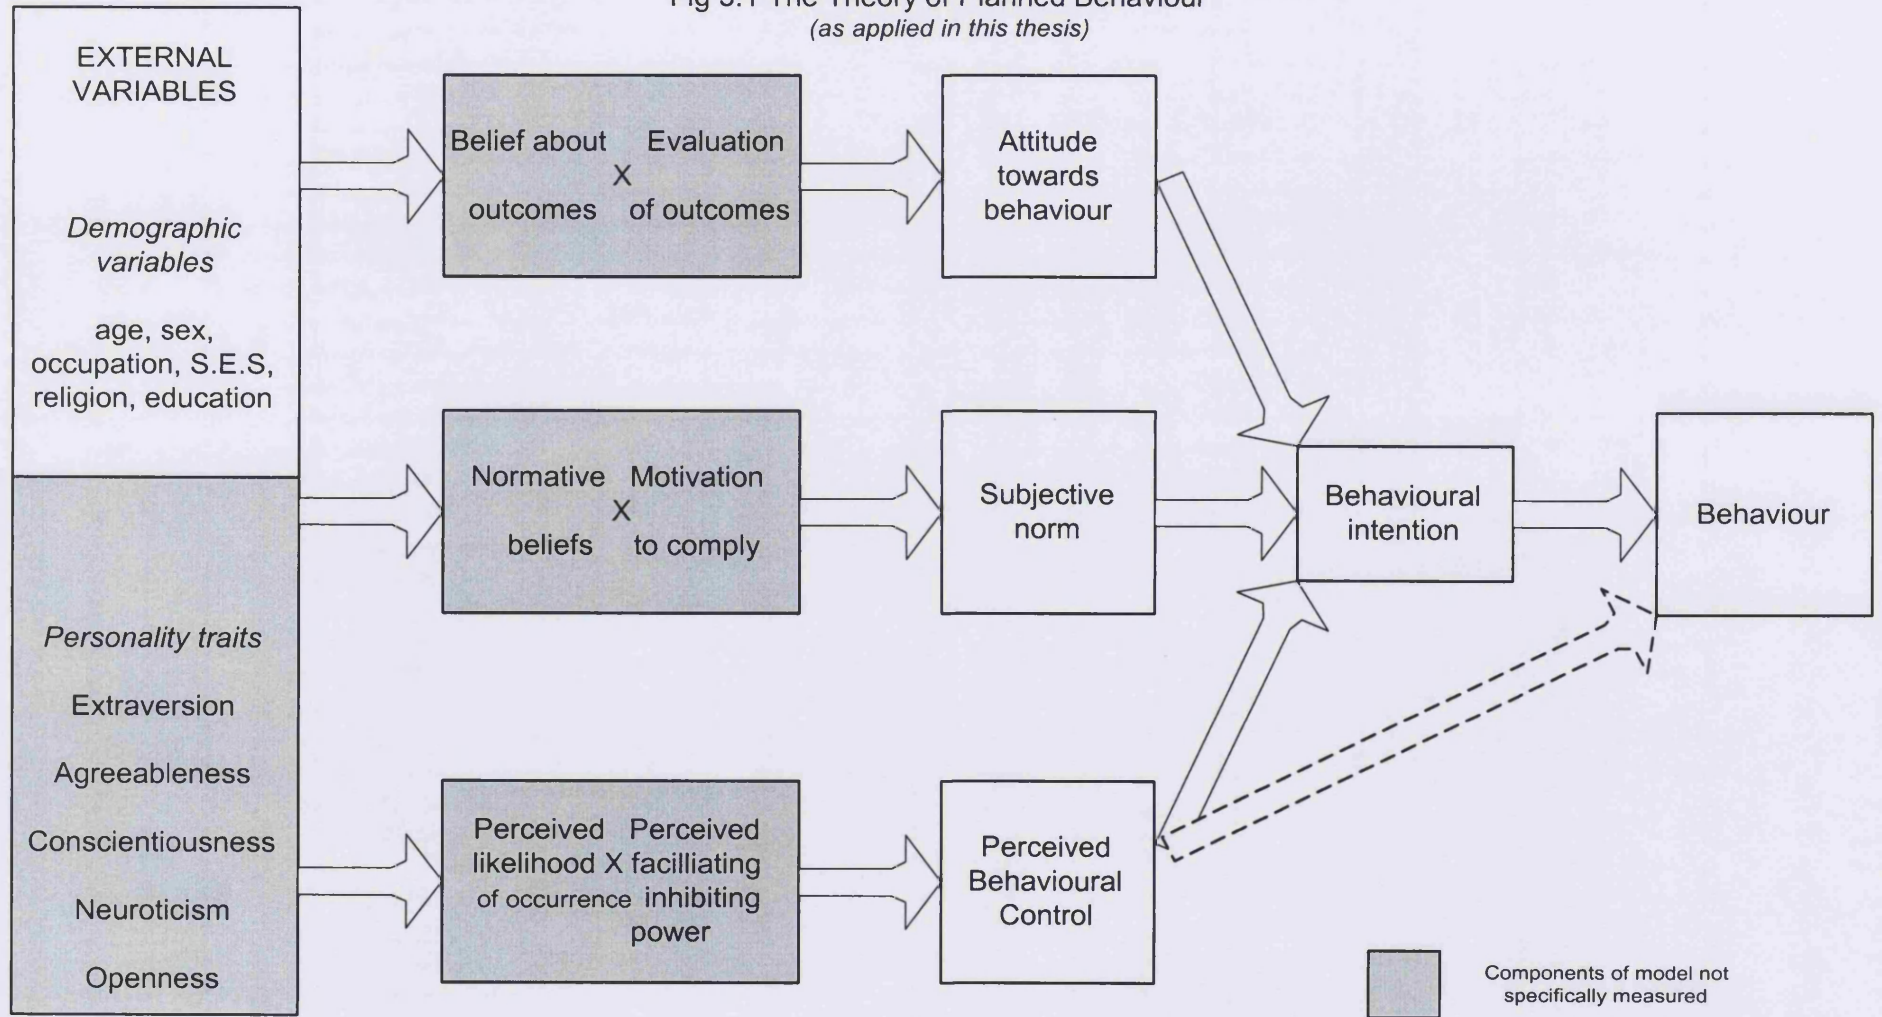 Fig 3.1 The Theory of Planned Behaviour
(as applied in this thesis)
EXTERNAL
VARIABLES
Demographic
variables
age, sex,
occupation, S.E.S,
religion, education
Personality traits
Extraversion
Agreeableness
Conscientiousness
Neuroticism
Openness
Belief about Evaluation
X
outcomes of outcomes
Attitude
towards
behaviour
Normative Motivation
X
beliefs to comply
Subjective
norm
Perceived Perceived
likelihood X facilliating
of occurrence inhibiting
power
Perceived
Behavioural
Control
Behavioural
intention
Behaviour
Components of model not
specifically measured